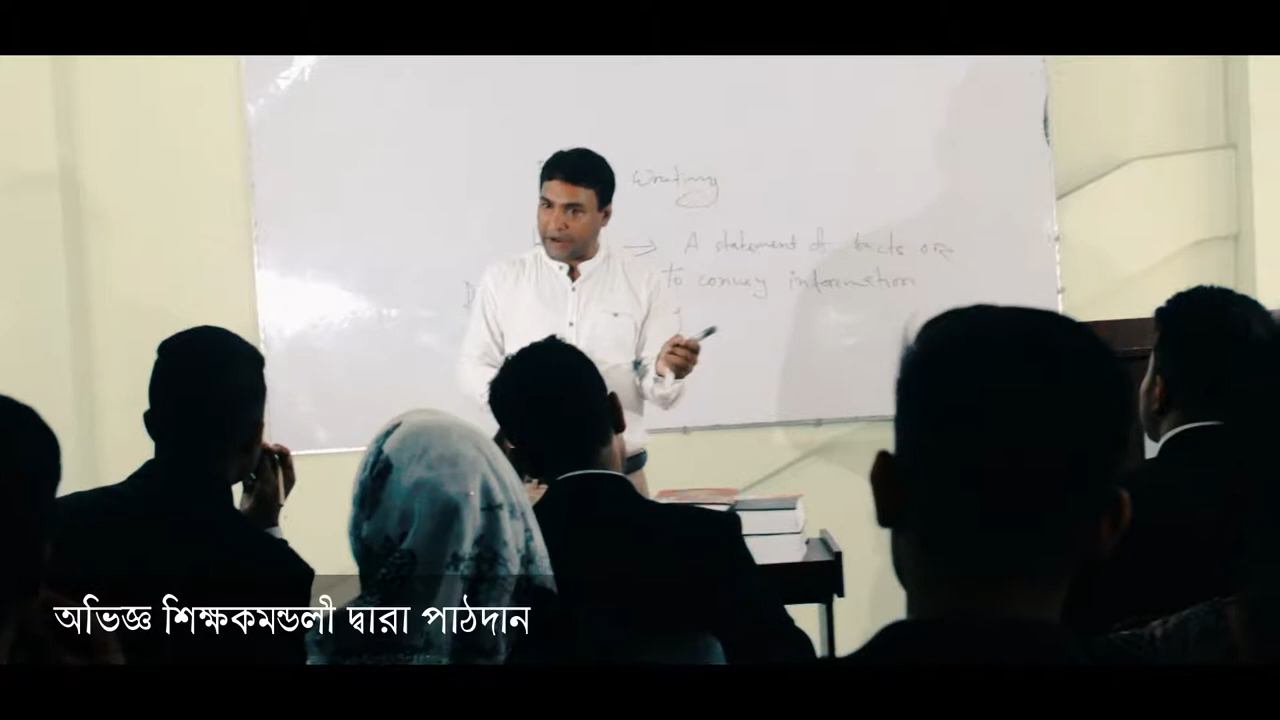 Writing
→ A statement of facts or
to convey information
অভিজ্ঞ শিক্ষকমন্ডলী দ্বারা পাঠদান